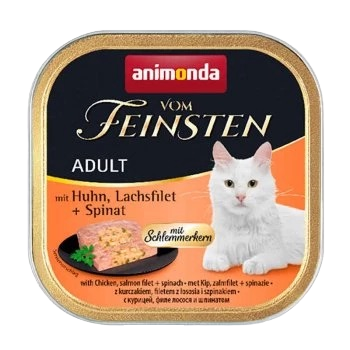 animonda
VOM
FEINSTEN
ADULT
mit Huhn, Lachsfilet
+ Spinat
mit
Schlemmerkern
with Chicken, salmon filet + spinach • met Kip, zalmfilet + spinazie •
z kurczakiem, filetem z łososia i szpinakiem •
с курицей, филе лосося и шпинатом